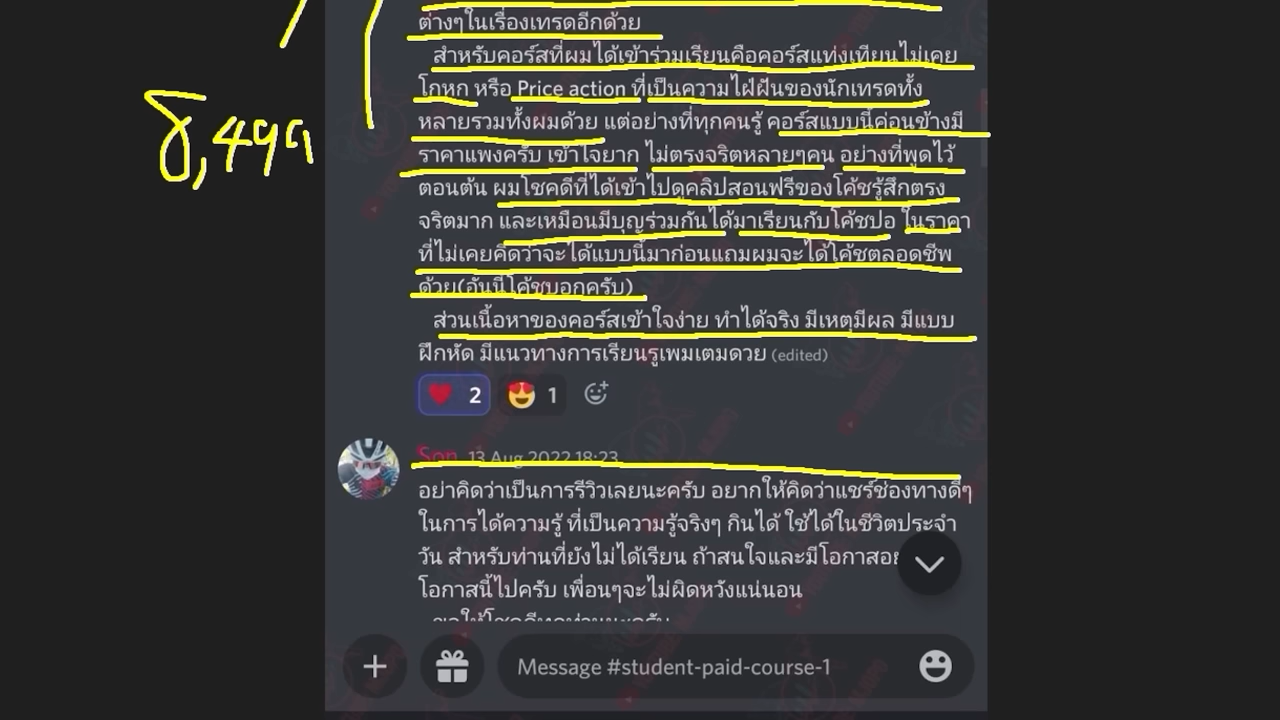 ต่างๆในเรื่องเทรดอีกด้วย
สำหรับคอร์สที่ผมได้เข้าร่วมเรียนคือคอร์สแท่งเทียนไม่เคย
โกหก หรือ Price action ที่เป็นความไฝ่ฝันของนักเทรดทั้ง
หลายรวมทั้งผมด้วย แต่อย่างที่ทุกคนรู้ คอร์สแบบนี้ค่อนข้างมี
ราคาแพงครับ เข้าใจยาก ไม่ตรงจริตหลายๆคน อย่างที่พูดไว้
ตอนต้น ผมโชคดีที่ได้เข้าไปดูคลิปสอนฟรีของโค้ชรู้สึกตรง
จริตมาก และเหมือนมีบุญร่วมกันได้มาเรียนกับโค้ชปอ ในราคา
ที่ไม่เคยคิดว่าจะได้แบบนี้มาก่อนแถมผมจะได้โค้ชตลอดชีพ
ด้วย(อันนี้โค้ชบอกครับ)
ส่วนเนื้อหาของคอร์สเข้าใจง่าย ทำได้จริง มีเหตุมีผล มีแบบ
ฝึกหัด มีแนวทางการเรียนรู้เพิ่มเติมด้วย (edited)
2 1
Son 13 Aug 2022 18:23
อย่าคิดว่าเป็นการรีวิวเลยนะครับ อยากให้คิดว่าแชร์ช่องทางดีๆ
ในการได้ความรู้ ที่เป็นความรู้จริงๆ กินได้ ใช้ได้ในชีวิตประจำ
วัน สำหรับท่านที่ยังไม่ได้เรียน ถ้าสนใจและมีโอกาส
โอกาสนี้ไปครับ เพื่อนๆจะไม่ผิดหวังแน่นอน
Message #student-paid-course-1